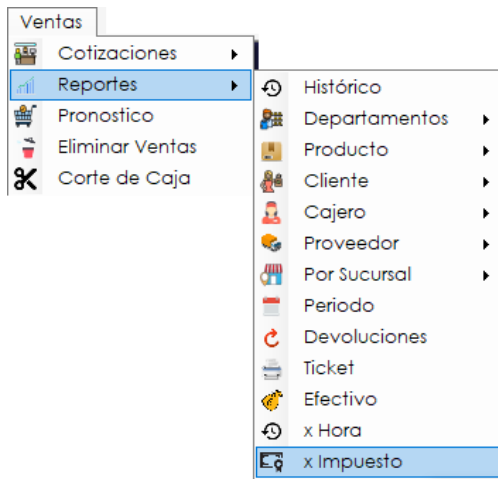 Ventas
Cotizaciones
Reportes
Pronostico
Eliminar Ventas
Corte de Caja
Histórico
Departamentos
Producto
Cliente
Cajero
Proveedor
Por Sucursal
Periodo
Devoluciones
Ticket
Efectivo
x Hora
x Impuesto